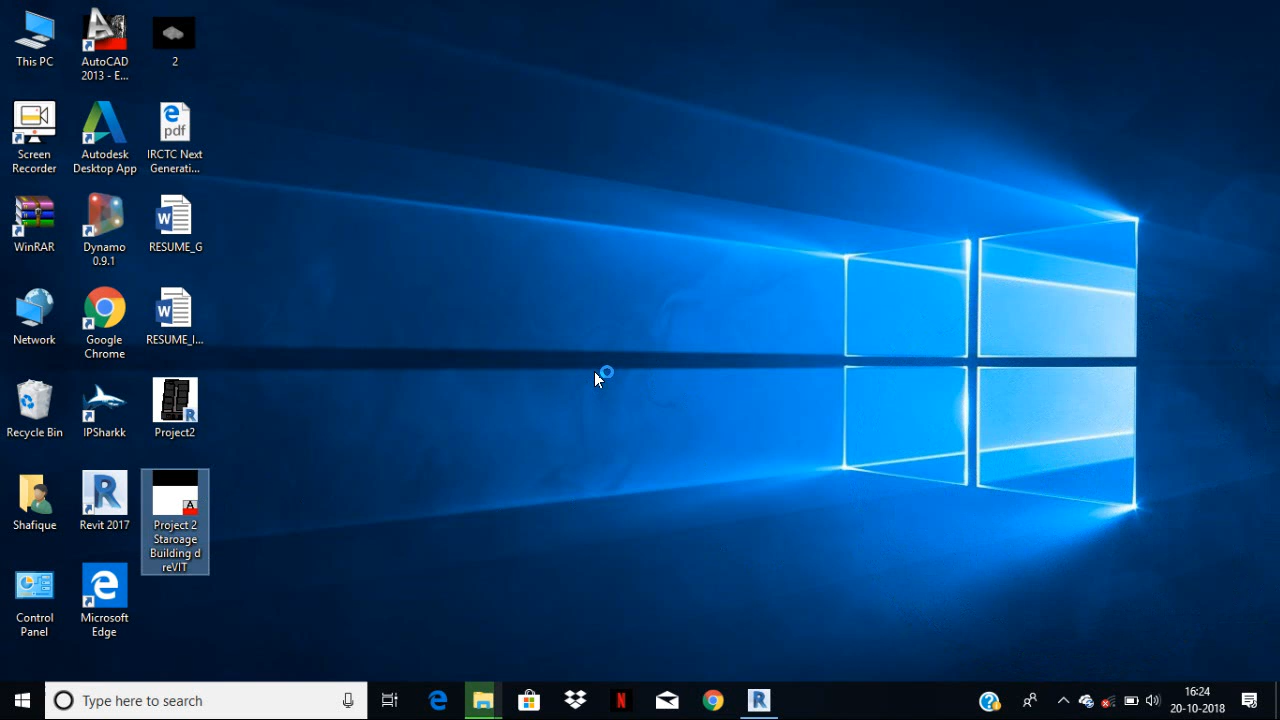 This PC
AutoCAD
2013 - E...
2
Screen
Recorder
Autodesk
Desktop App
pdf
IRCTC Next
Generati...
WinRAR
Dynamo
0.9.1
RESUME_G
Network
Google
Chrome
RESUME_I...
Recycle Bin
IPSharkk
Project2
Shafique
Revit 2017
Project 2
Staroage
Building d
reVIT
Control
Panel
Microsoft
Edge
Type here to search
16:24
20-10-2018